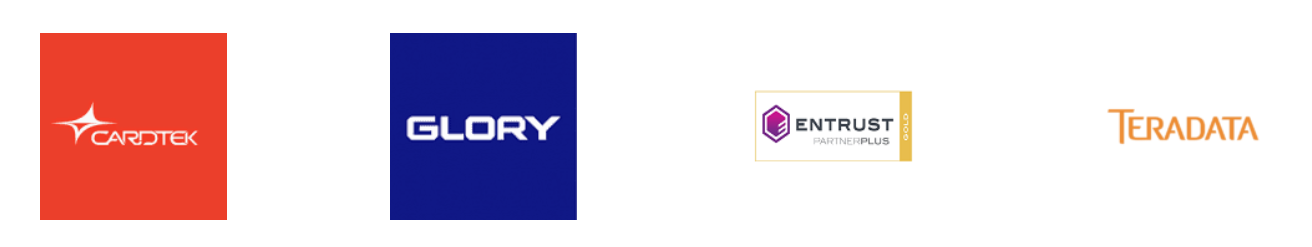 CARDTEK
GLORY
ENTRUST
PARTNERPLUS
GOLD
TERADATA